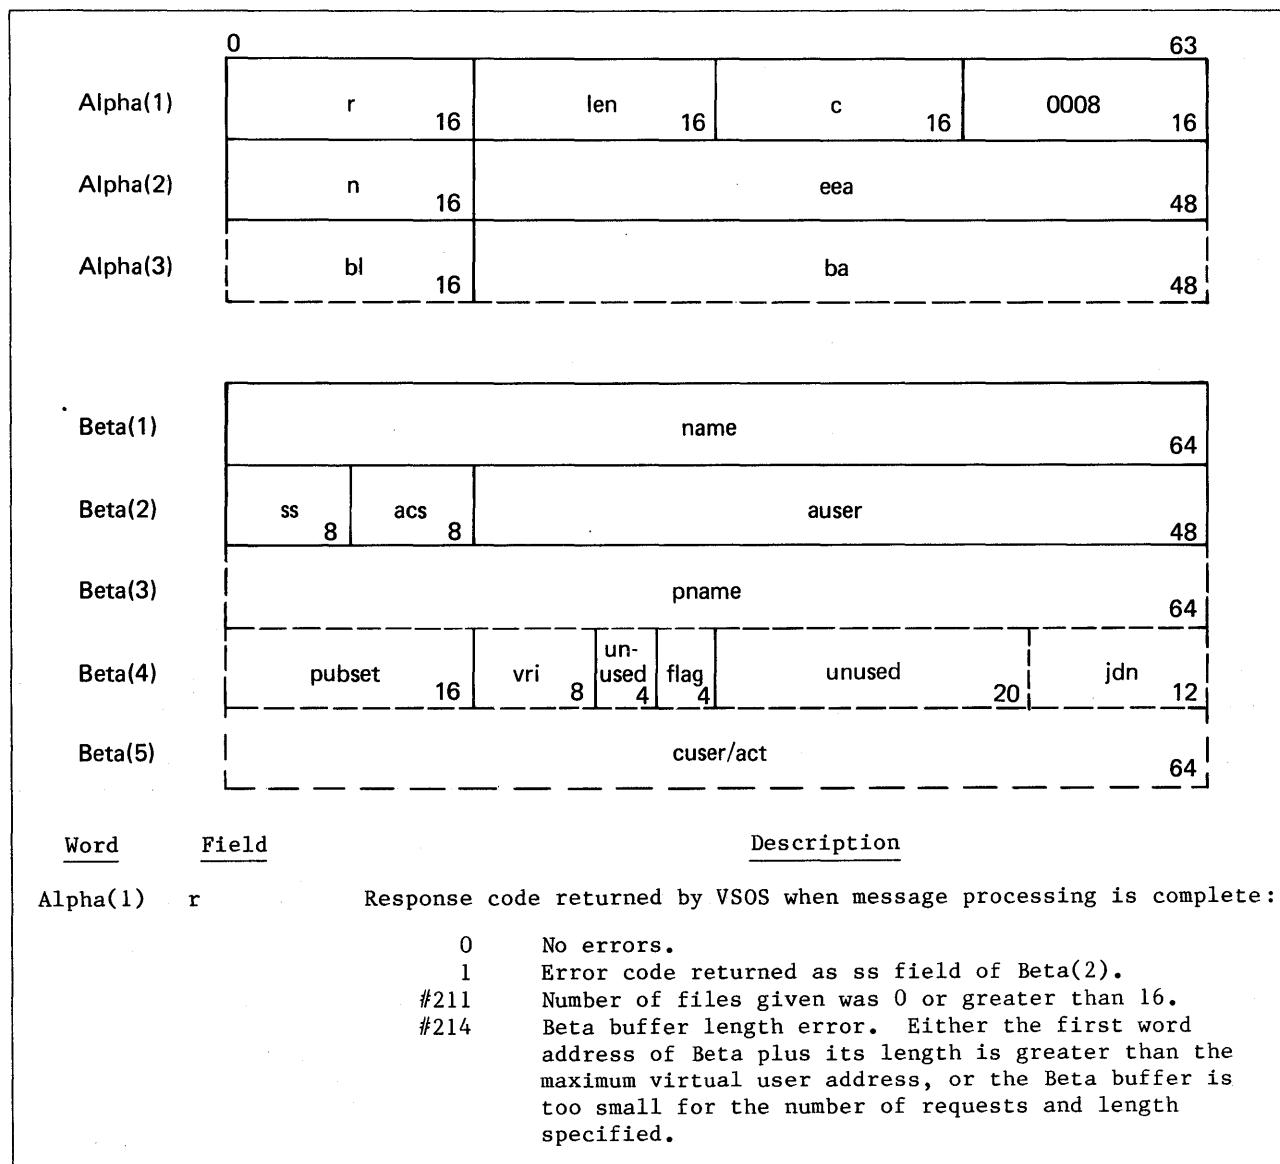 0 63
Alpha(1) r 16 len 16 c 16 0008 16
Alpha(2) n 16 eea 48
Alpha(3) bl 16 ba 48
Beta(1) name 64
Beta(2) ss 8 acs 8 auser 48
Beta(3) pname 64
Beta(4) pubset 16 vri 8 un-
used 4 flag 4 unused 20 jdn 12
Beta(5) cuser/act 64
Word Field Description
Alpha(1) r Response code returned by VSOS when message processing is complete:
0 No errors.
1 Error code returned as ss field of Beta(2).
#211 Number of files given was 0 or greater than 16.
#214 Beta buffer length error. Either the first word
address of Beta plus its length is greater than the
maximum virtual user address, or the Beta buffer is
too small for the number of requests and length
specified.